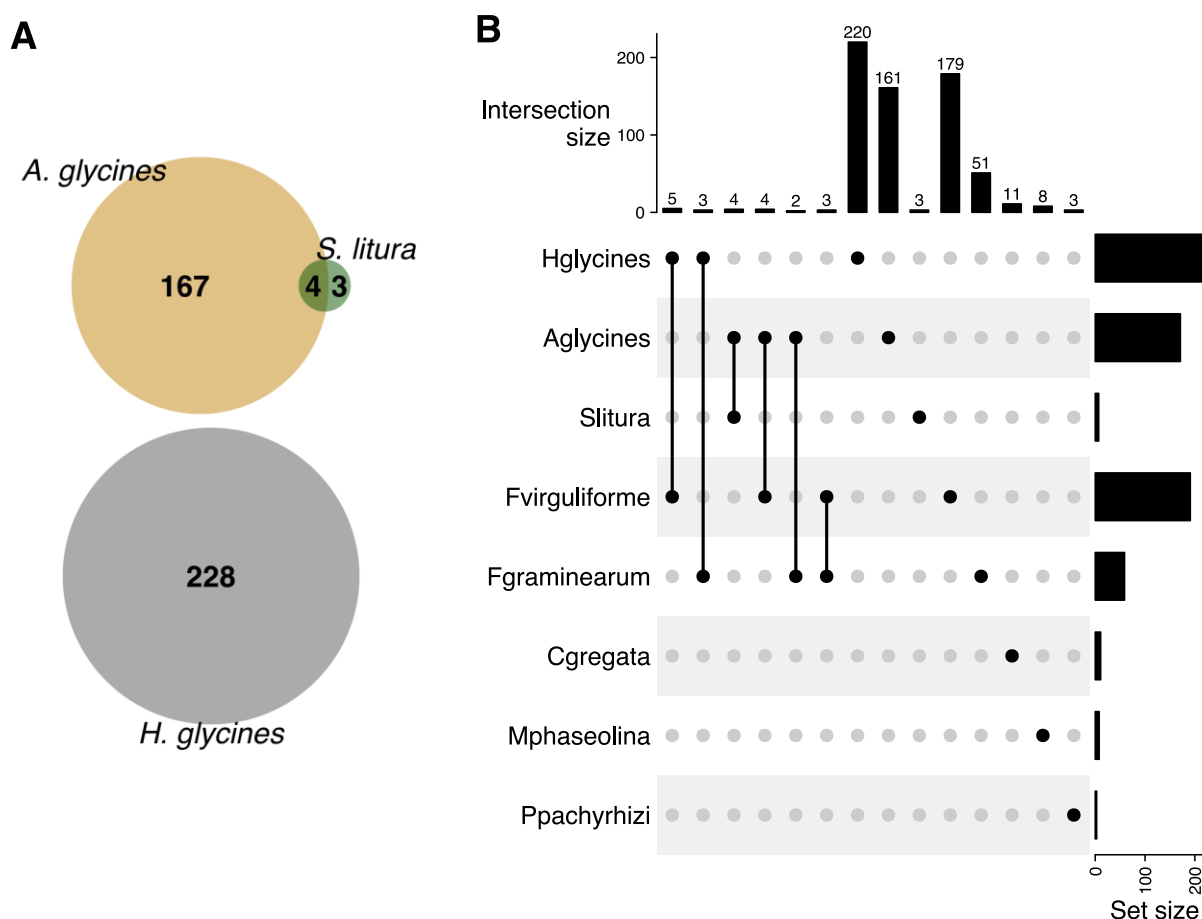 A
A. glycines
S. litura
167
4 3
228
H. glycines
B
Intersection
size
200
100
0
5 3 4 4 2 3 220 161 3 179 51 11 8 3
Hglycines
Aglycines
Slitura
Fvirguliforme
Fgraminearum
Cgregata
Mphaseolina
Ppachyrhizi
0 100 200
Set size